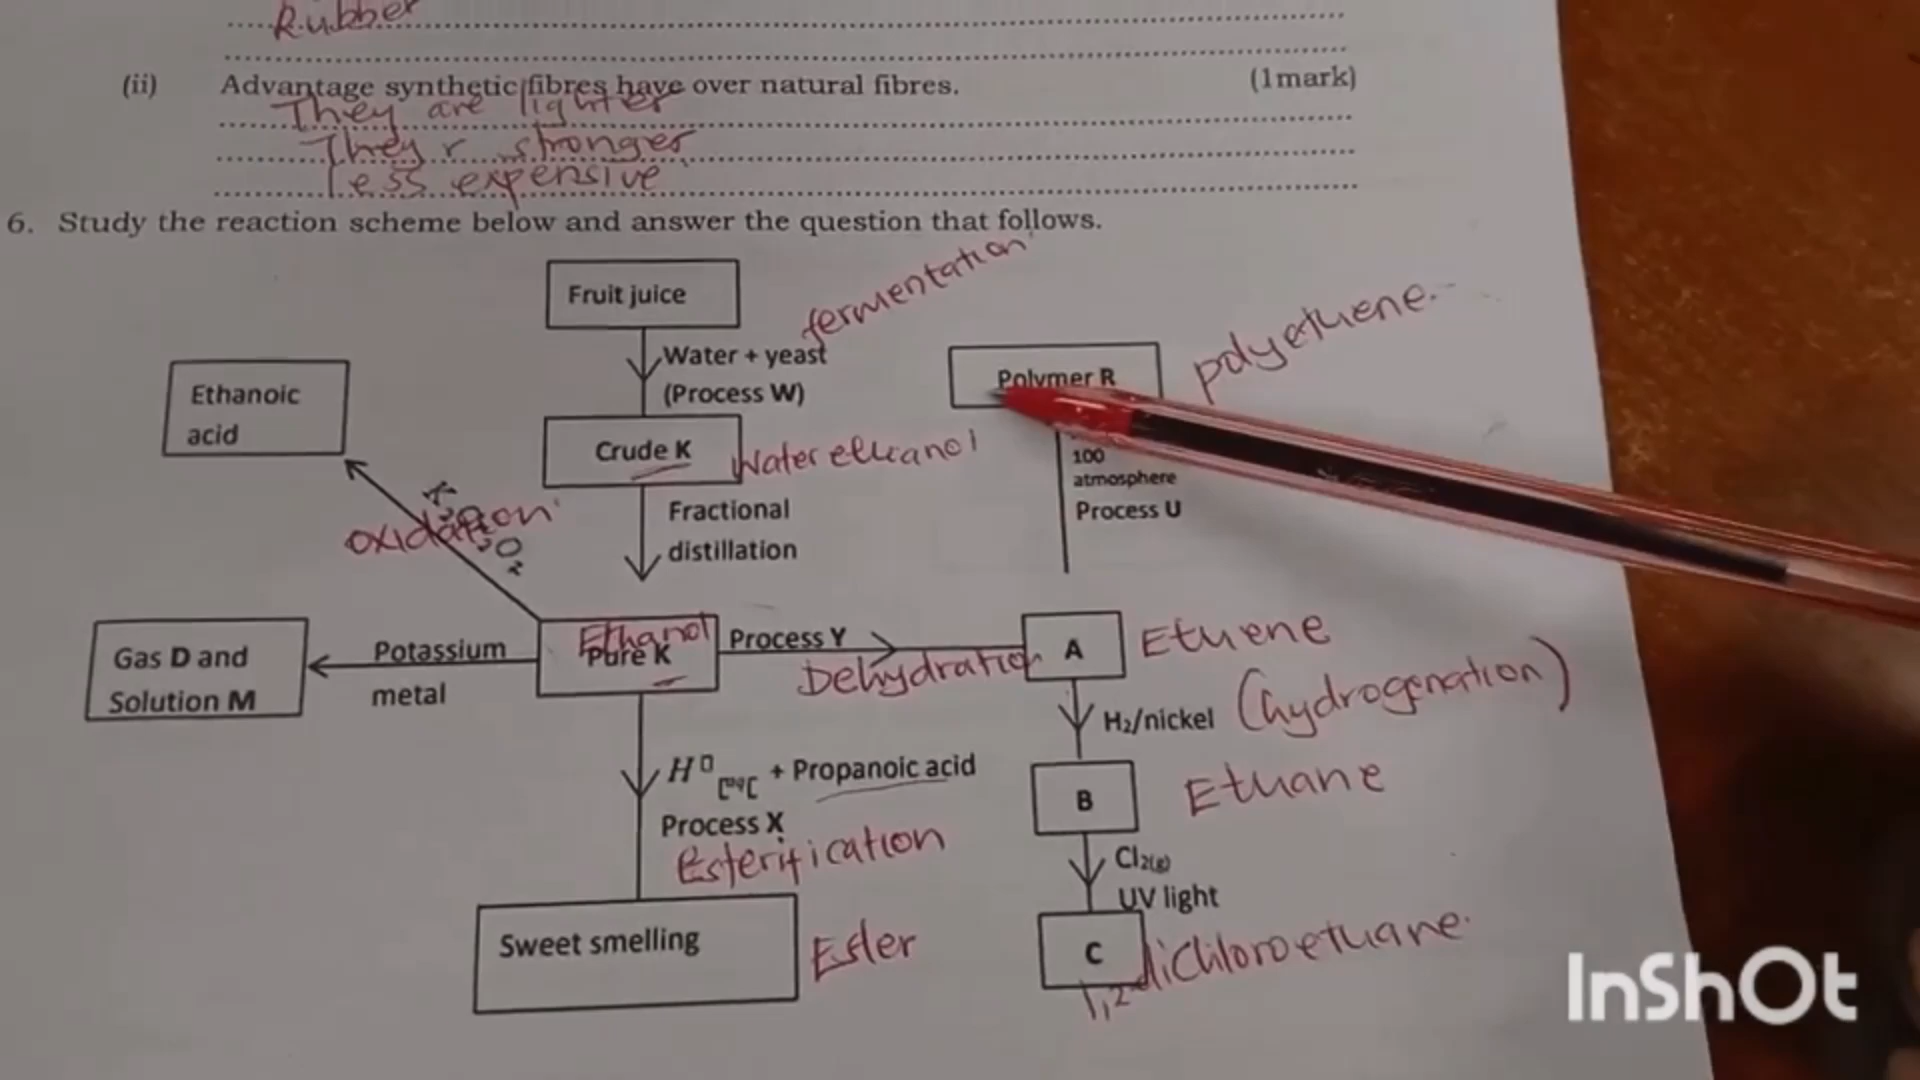 Rubber
(ii) Advantage synthetic fibres have over natural fibres. (1mark)
They are lighter
They r stronger
less expensive
6. Study the reaction scheme below and answer the question that follows.
Fruit juice
fermentation
Water + yeast
(Process W)
Polymer R
polyethene.
Ethanoic
acid
Crude K
Water ethanol
100
atmosphere
Process U
oxidation
Fractional
distillation
Gas D and
Solution M
Potassium
metal
Ethanol
Pure K
Process Y
Dehydration
A
Ethene
H₂/nickel
(hydrogenation)
+ Propanoic acid
Process X
Esterification
B
Ethane
Cl₂(g)
UV light
Sweet smelling
Ester
C
1,2 dichloroethane.
InShOt